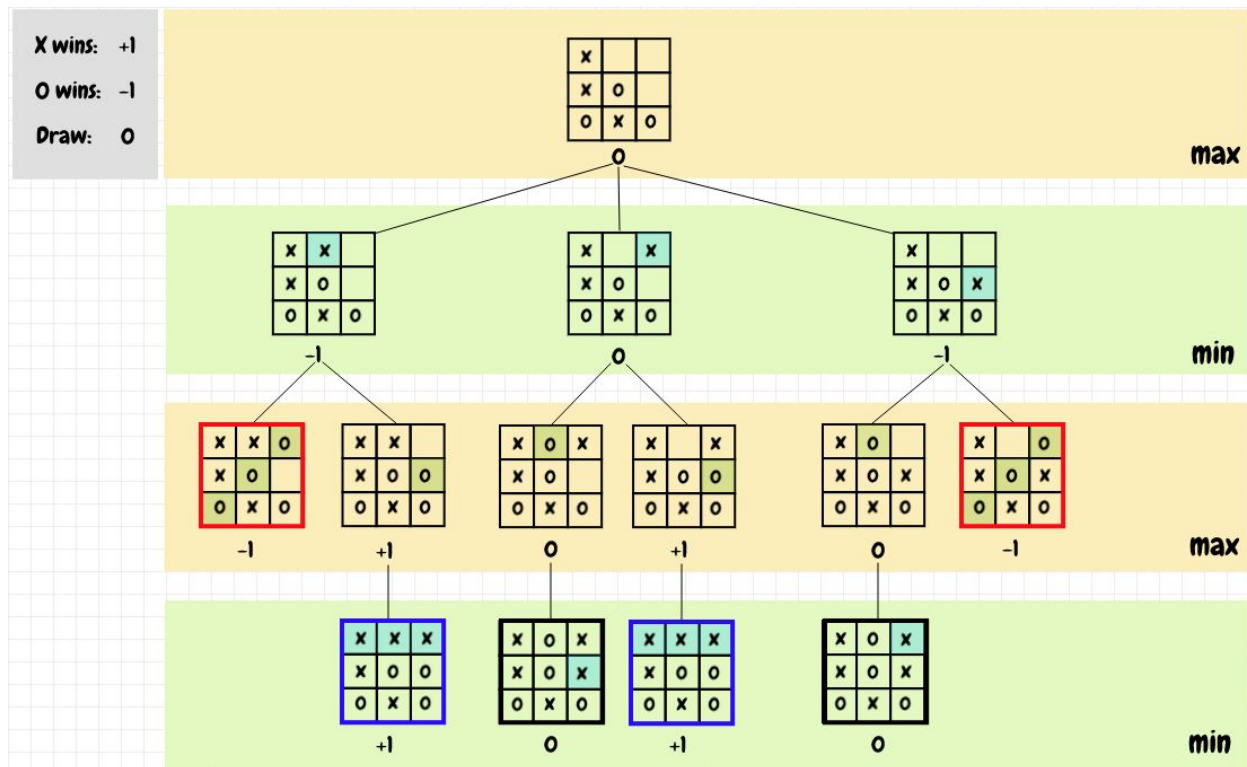 X wins: +1
O wins: -1
Draw: 0
X
X O
O X O
0
max
X X
X O
O X O
X X
X O
O X O
X
X O X
O X O
-1
0
-1
min
X X O
X O
O X O
X X
X O O
O X O
X O X
X O
O X O
X X
X O O
O X O
X O
X O X
O X O
X O
X O X
O X O
-1
+1
0
+1
0
-1
max
X X X
X O O
O X O
X O X
X O X
O X O
X X X
X O O
O X O
X O X
X O X
O X O
+1
0
+1
0
min